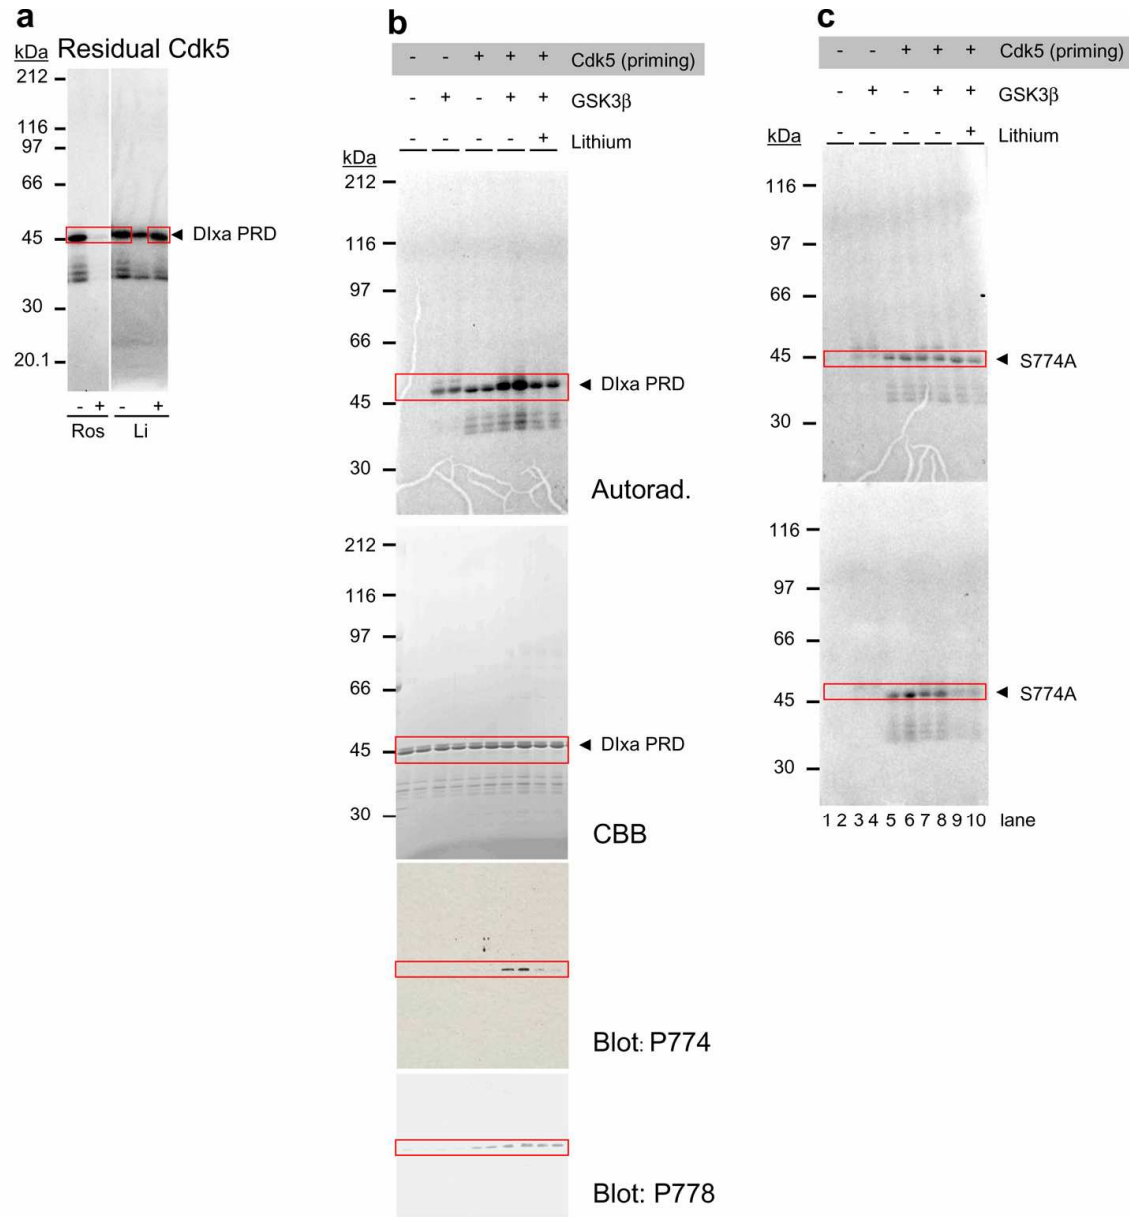 a
Residual Cdk5
kDa
212
116
97
66
45
30
20.1
DIxa PRD
- + - +
Ros Li
b
- - + + + Cdk5 (priming)
- + - + + GSK3β
- - - - + Lithium
kDa
212
116
97
66
45
30
DIxa PRD
Autorad.
212
116
97
66
45
30
DIxa PRD
CBB
Blot: P774
Blot: P778
c
- - + + + Cdk5 (priming)
- + - + + GSK3β
+ Lithium
kDa
116
97
66
45
30
S774A
116
97
66
45
30
S774A
1 2 3 4 5 6 7 8 9 10 lane